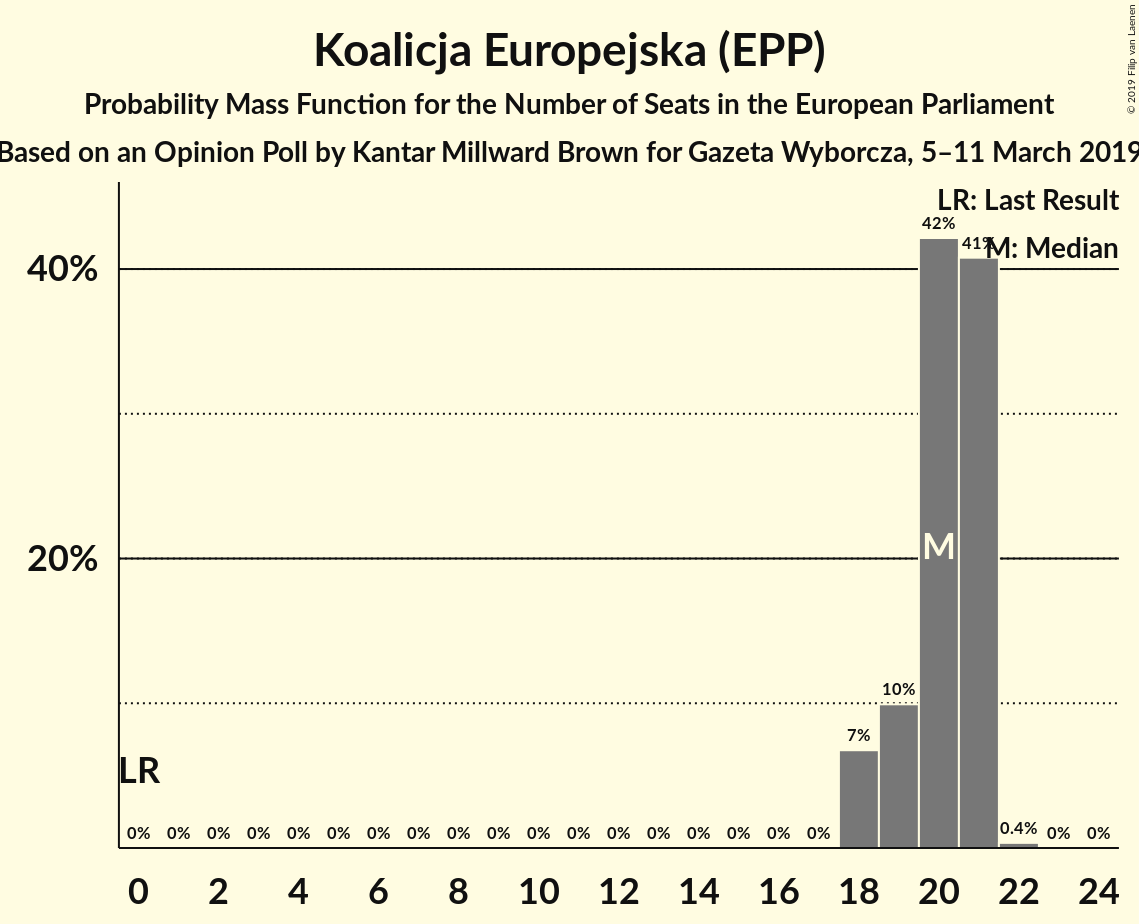 Koalicja Europejska (EPP)
Probability Mass Function for the Number of Seats in the European Parliament
Based on an Opinion Poll by Kantar Millward Brown for Gazeta Wyborcza, 5–11 March 2019
© 2019 Filip van Laenen
LR: Last Result
M: Median
42%
41%
40%
20%
M
10%
7%
LR
0% 0% 0% 0% 0% 0% 0% 0% 0% 0% 0% 0% 0% 0% 0% 0% 0% 0% 0.4% 0% 0%
0 2 4 6 8 10 12 14 16 18 20 22 24